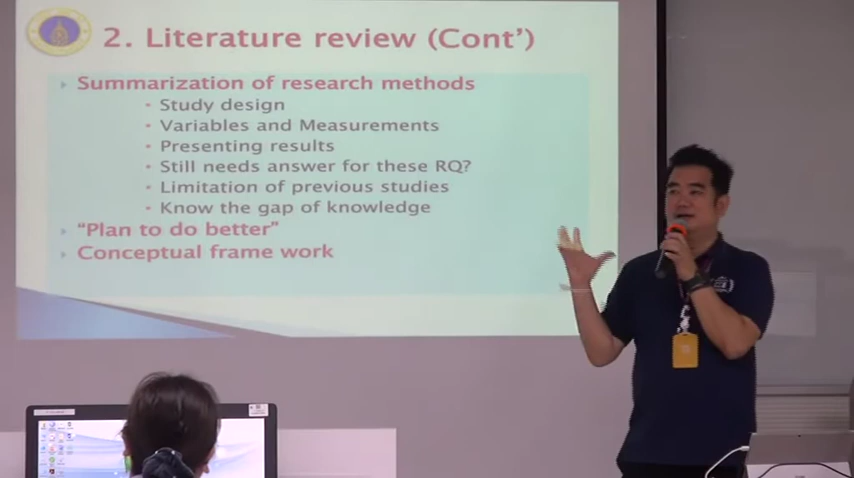 2. Literature review (Cont')
Summarization of research methods
Study design
Variables and Measurements
Presenting results
Still needs answer for these RQ?
Limitation of previous studies
Know the gap of knowledge
"Plan to do better"
Conceptual frame work